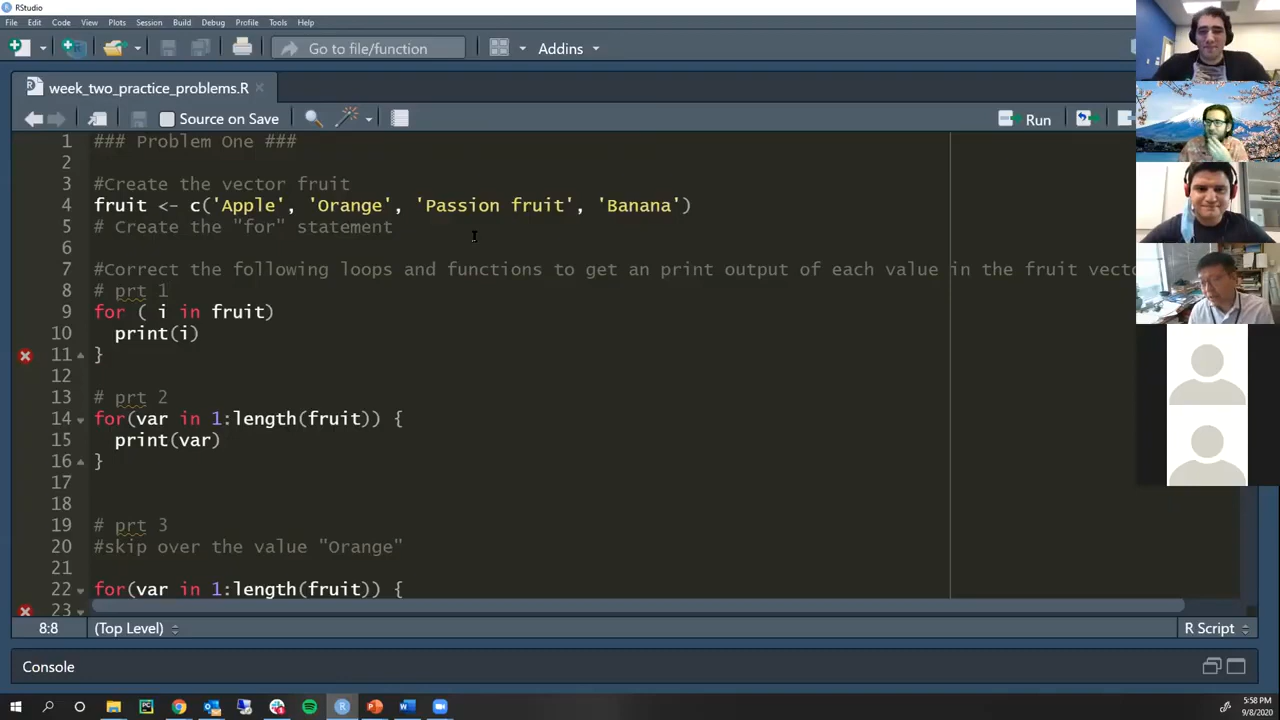 RStudio
File Edit Code View Plots Session Build Debug Profile Tools Help
Go to file/function Addins
week_two_practice_problems.R
Source on Save Run
1 ### Problem One ###
2
3 #Create the vector fruit
4 fruit <- c('Apple', 'Orange', 'Passion fruit', 'Banana')
5 # Create the "for" statement
6
7 #Correct the following loops and functions to get an print output of each value in the fruit vect
8 # prt 1
9 for ( i in fruit)
10 print(i)
11 }
12
13 # prt 2
14 for(var in 1:length(fruit)) {
15 print(var)
16 }
17
18
19 # prt 3
20 #skip over the value "Orange"
21
22 for(var in 1:length(fruit)) {
23
8:8 (Top Level) R Script
Console
5:58 PM
9/8/2020